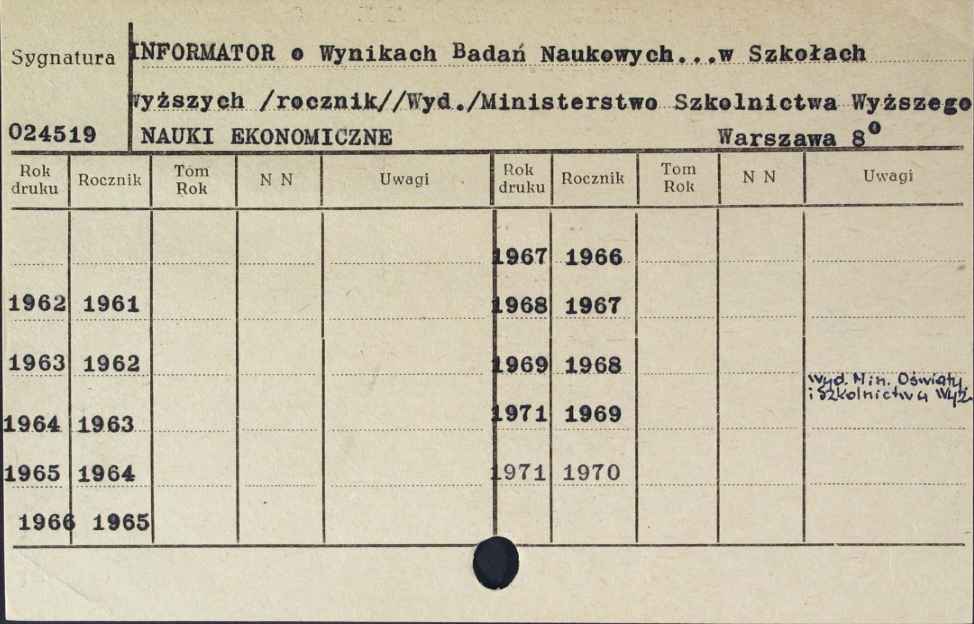 Sygnatura INFORMATOR o Wynikach Badań Naukowych...w Szkołach
Wyższych /rocznik//Wyd./Ministerstwo Szkolnictwa Wyższego
024519 NAUKI EKONOMICZNE Warszawa 8°
Rok druku Rocznik Tom Rok N N Uwagi Rok druku Rocznik Tom Rok N N Uwagi
1967 1966
1962 1961 1968 1967
1963 1962 1969 1968
Wyd. Min. Oświaty
i Szkolnictwa Wyż.
1964 1963 1971 1969
1965 1964 1971 1970
1966 1965